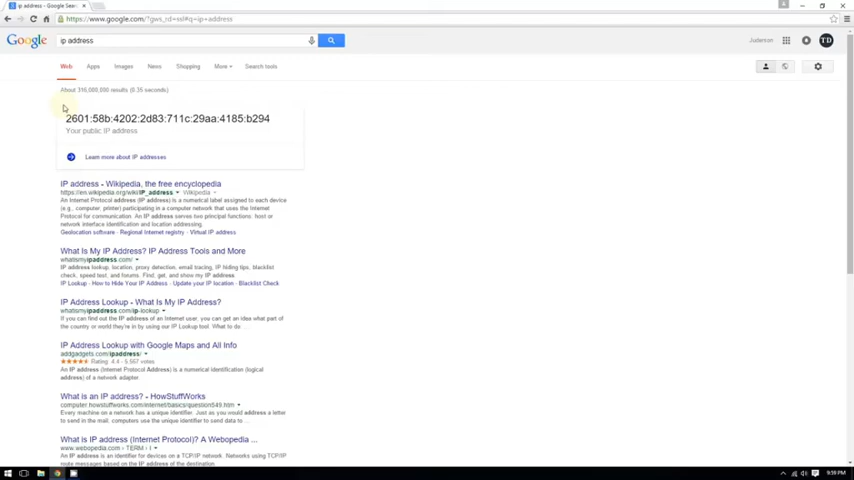 ip address - Google Sear
https://www.google.com/?gws_rd=ssl#q=ip+address
Google
ip address
Juderron
TD
Web Apps Images News Shopping More Search tools
About 316,000,000 results (0.35 seconds)
2601:58b:4202:2d83:711c:29aa:4185:b294
Your public IP address
Learn more about IP addresses
IP address - Wikipedia, the free encyclopedia
https://en.wikipedia.org/wiki/IP_address Wikipedia
An Internet Protocol address (IP address) is a numerical label assigned to each device
(e.g., computer, printer) participating in a computer network that uses the Internet
Protocol for communication. An IP address serves two principal functions: host or
network interface identification and location addressing.
Geolocation software - Regional Internet registry - Virtual IP address
What Is My IP Address? IP Address Tools and More
whatismyipaddress.com/
IP address lookup, location, proxy detection, email tracing, IP hiding tips, blacklist
check, speed test, and forums. Find, get, and show my IP address.
IP Lookup - How to Hide Your IP Address - Update your IP location - Blacklist Check
IP Address Lookup - What Is My IP Address?
whatismyipaddress.com/ip-lookup
If you can find out the IP address of an Internet user, you can get an idea what part of
the country or world they're in by using our IP Lookup tool. What to do ...
IP Address Lookup with Google Maps and All Info
addgadgets.com/ipaddress/
Rating: 4.4 - 5,567 votes
An IP address (Internet Protocol Address) is a numerical identification (logical
address) of a network adapter.
What is an IP address? - HowStuffWorks
computer.howstuffworks.com/internet/basics/question549.htm
Every machine on a network has a unique identifier. Just as you would address a letter
to send in the mail, computers use the unique identifier to send data to ...
What is IP address (Internet Protocol)? A Webopedia ...
www.webopedia.com › TERM › I
An IP address is an identifier for devices on a TCP/IP network. Networks using TCP/IP
route messages based on the IP address of the destination.
9:59 PM